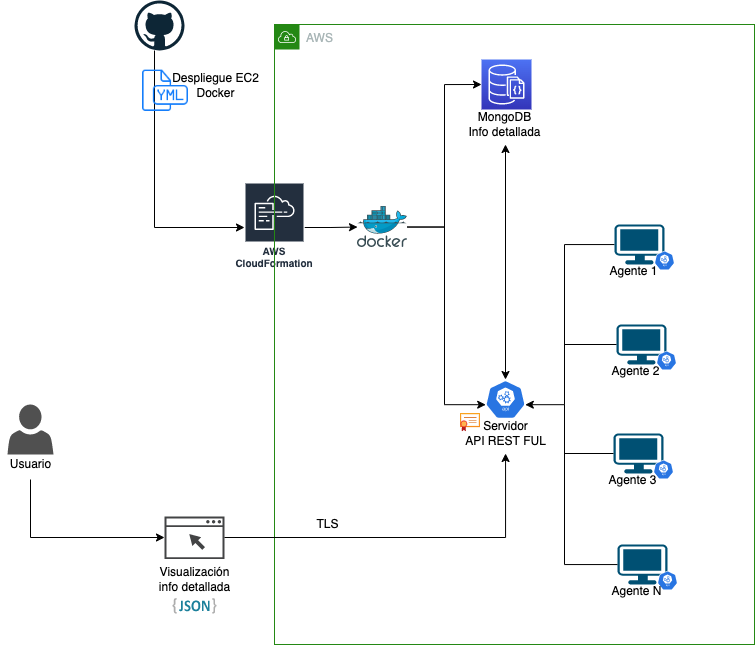 AWS
Despliegue EC2
YML
Docker
MongoDB
Info detallada
AWS
CloudFormation
docker
Agente 1
Agente 2
Servidor
API REST FUL
Agente 3
Usuario
TLS
Visualización
info detallada
{JSON}
Agente N